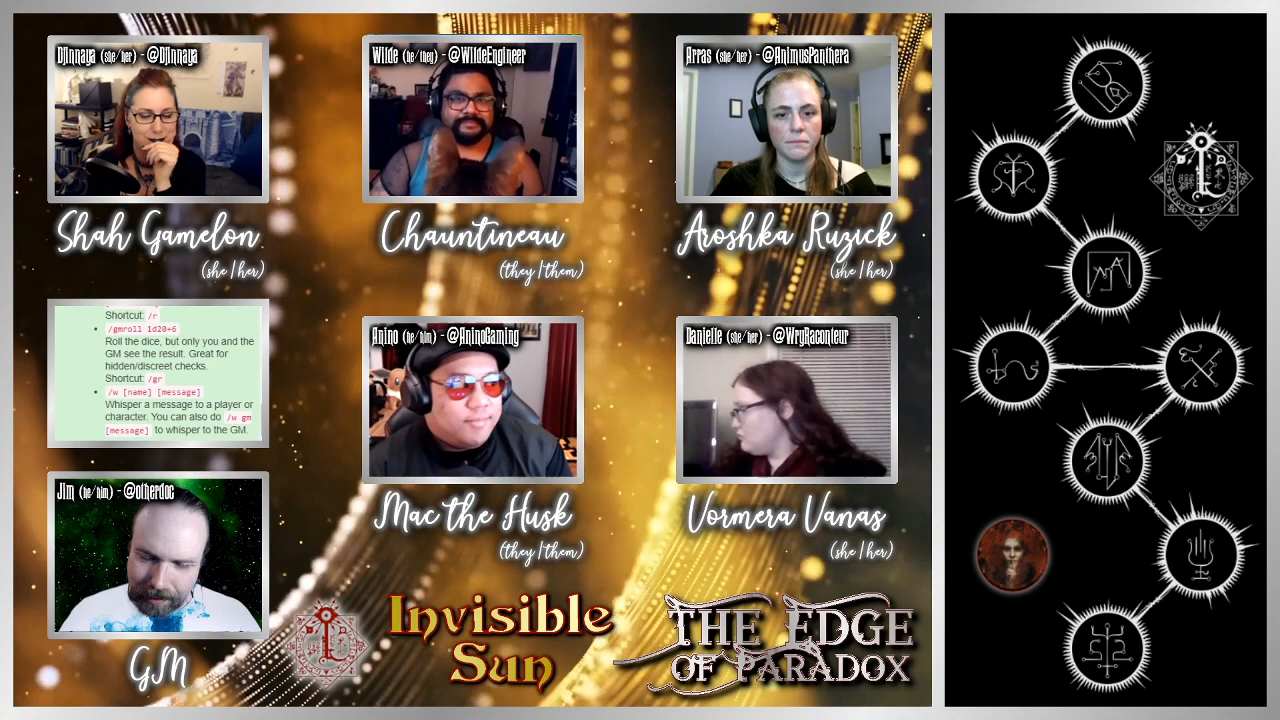 Djinnaya (she/her) - @Djinnaya
Wilde (he/they) - @WildeEngineer
Arras (she/her) - @AnimusPanthera
Shah Gamelon
(she/her)
Chauntineau
(they/them)
Aroshka Ruzick
(she/her)
Shortcut: /r
• /gmroll 1d20+6
Roll the dice, but only you and the
GM see the result. Great for
hidden/discreet checks.
Shortcut: /gr
• /w [name] [message]
Whisper a message to a player or
character. You can also do /w gm
[message] to whisper to the GM.
Anino (he/him) - @AninoGaming
Danielle (she/her) - @WryRaconteur
Mac the Husk
(they/them)
Vormera Vanas
(she/her)
Jim (he/him) - @otherdoc
GM
Invisible
Sun
The Edge
of Paradox